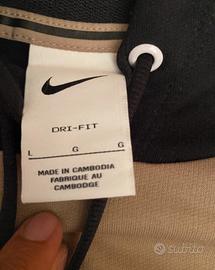 DRI-FIT
L G G
MADE IN CAMBODIA
FABRIQUE AU
CAMBODGE
subito